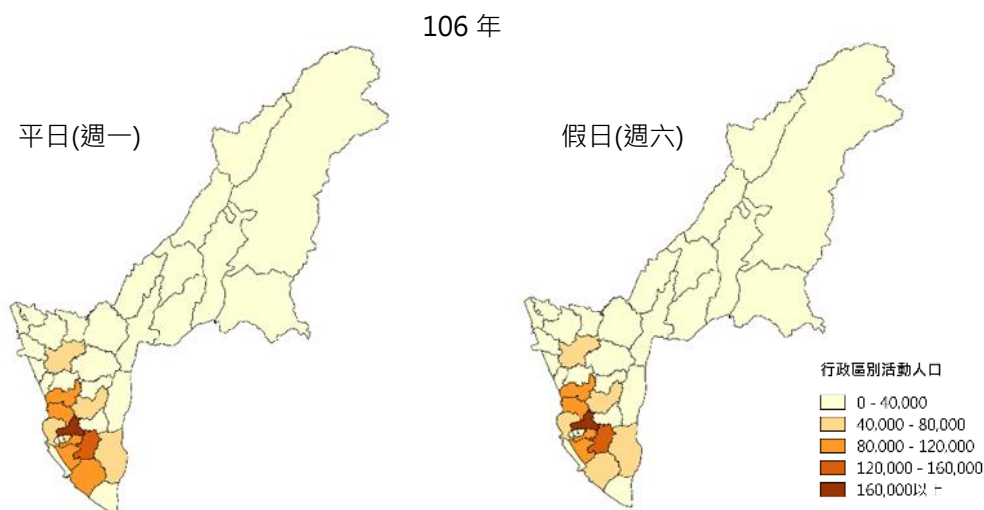 106 年
平日(週一)
假日(週六)
行政區別活動人口
0 - 40,000
40,000 - 80,000
80,000 - 120,000
120,000 - 160,000
160,000以上